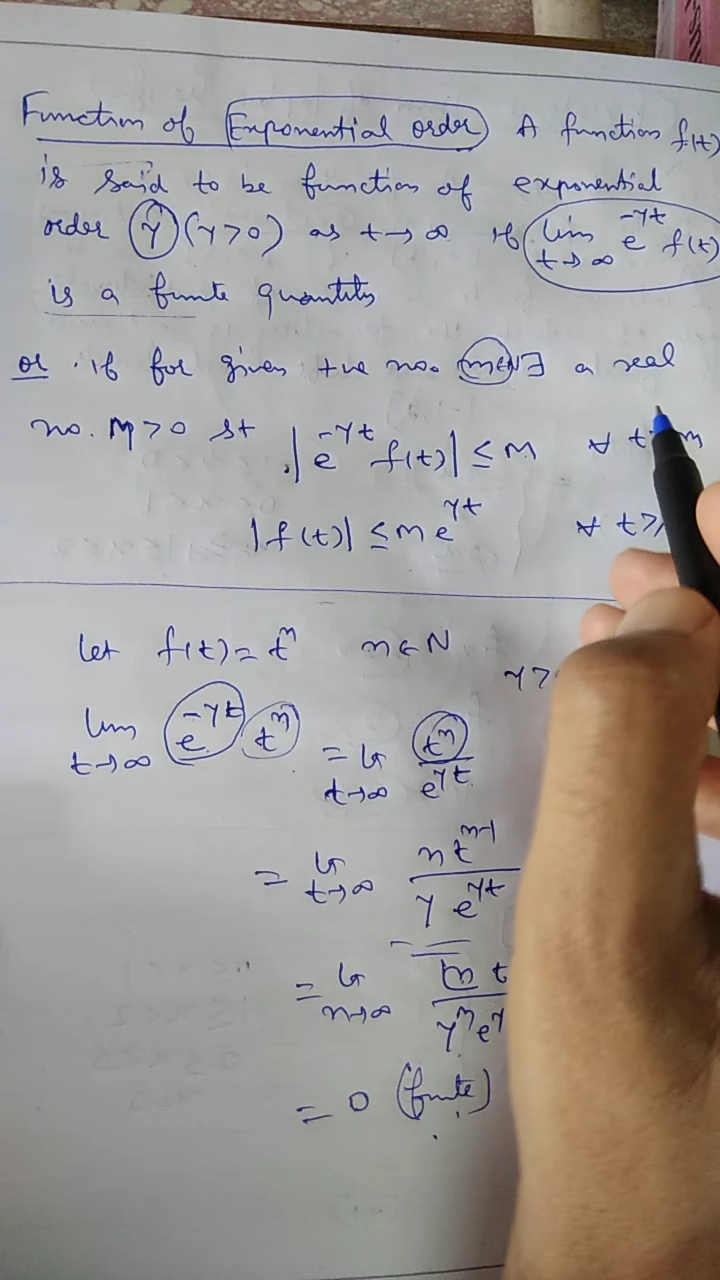 Function of Exponential order A function f(t)
is said to be function of exponential
order γ (γ>0) as t→∞ if lim t→∞ e^{-γt} f(t)
is a finite quantity
or if for given +ve no. m∈N ∃ a real
no. M>0 st |e^{-γt} f(t)| ≤ M ∀ t
|f(t)| ≤ M e^{γt} ∀ t ≥
let f(t) = t^n n∈N
γ >
lim t→∞ e^{-γt} t^n = lt t→∞ t^n / e^{γt}
= lt t→∞ n t^{n-1} / γ e^{γt}
= lt n→∞ / γ^n e^γ
= 0 (finite)